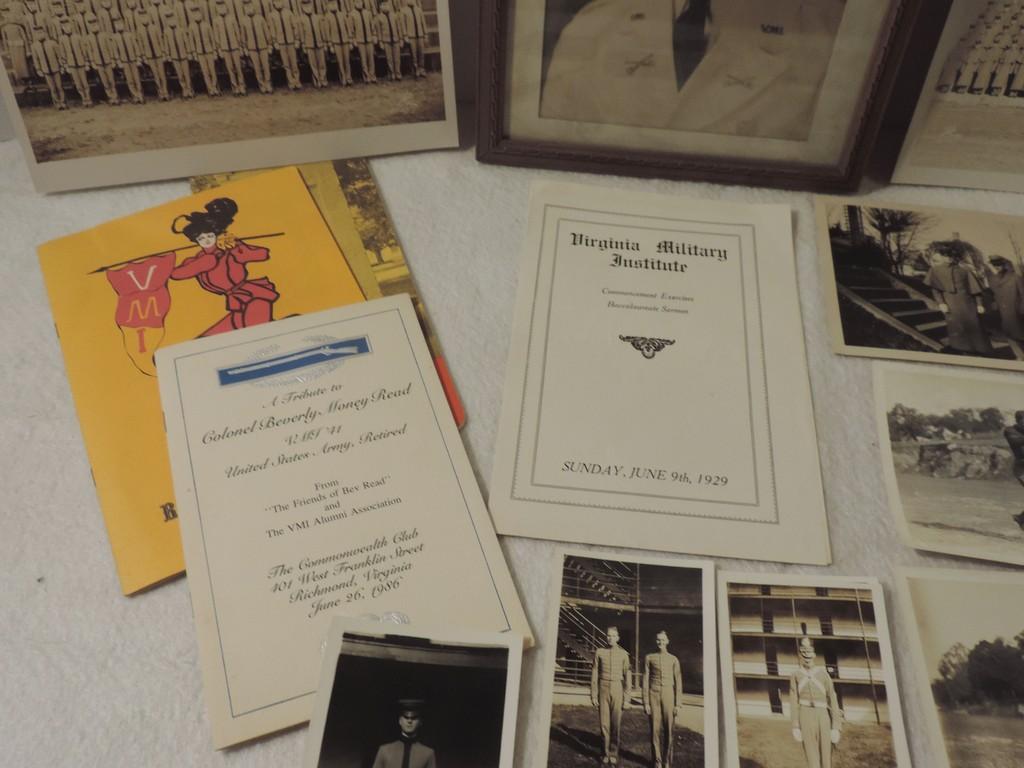 V
M
I
A Tribute to
Colonel Beverly Money Read
VMI '41
United States Army, Retired
From
"The Friends of Bev Read"
and
The VMI Alumni Association
The Commonwealth Club
401 West Franklin Street
Richmond, Virginia
June 26, 1986
Virginia Military
Institute
Commencement Exercises
Baccalaureate Sermon
SUNDAY, JUNE 9th, 1929